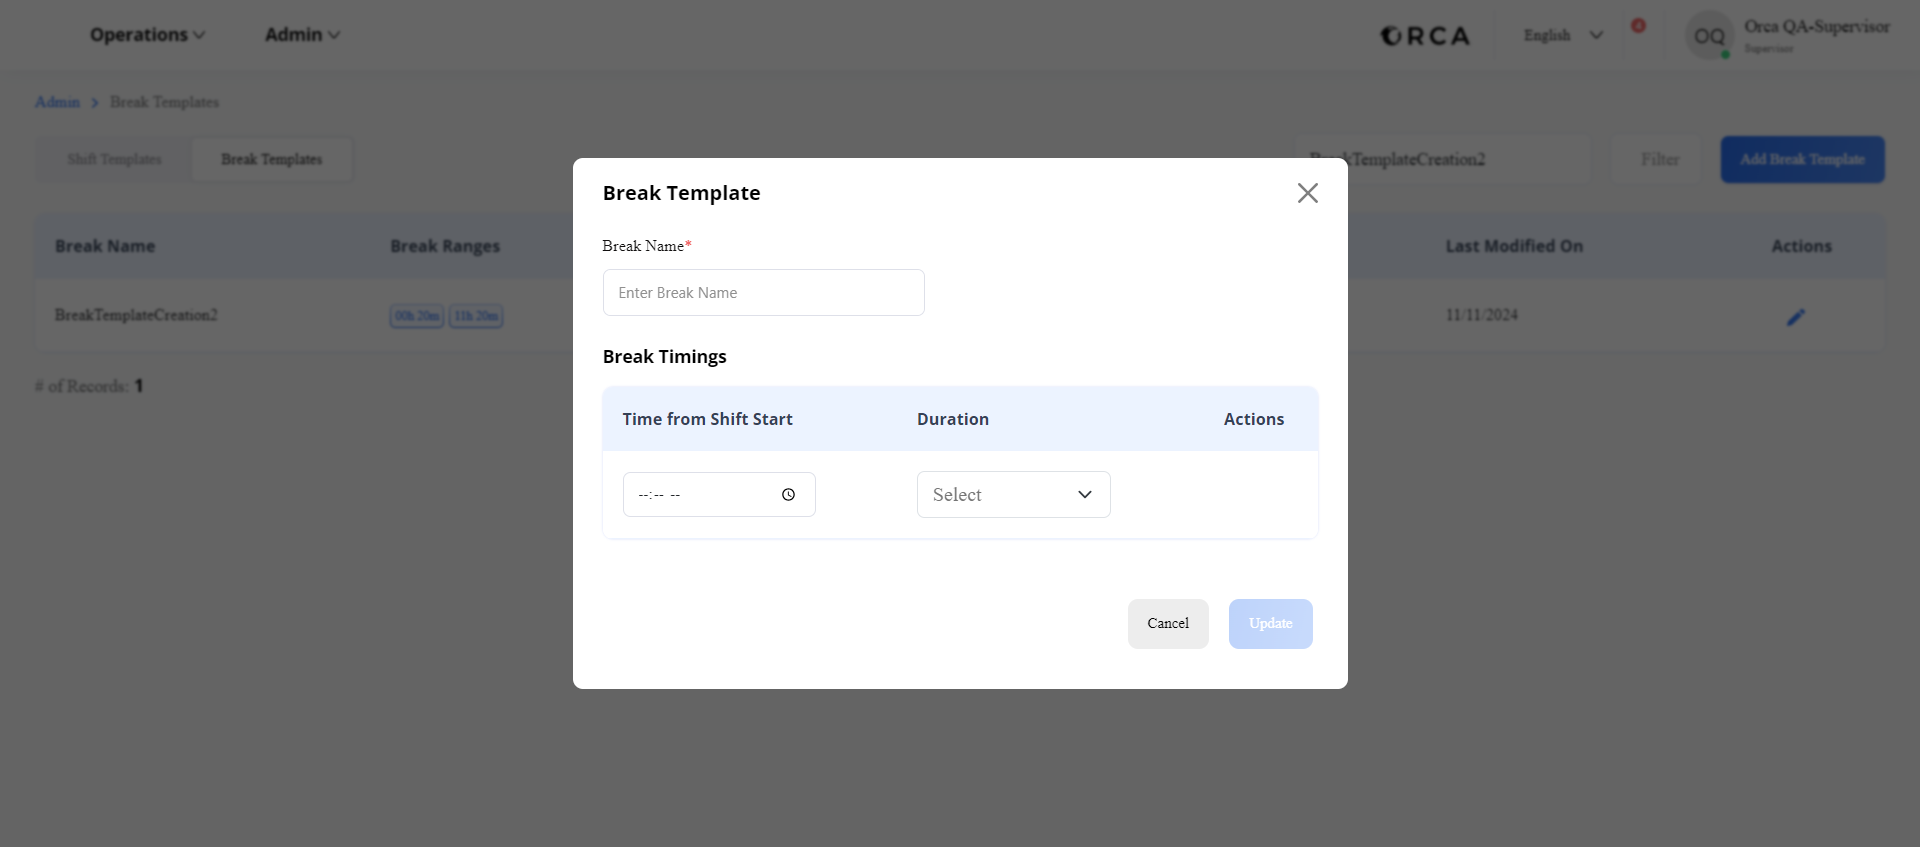 Operations Admin ORCA English 4 OQ Orca QA-Supervisor
Supervisor
Admin > Break Templates
Shift Templates Break Templates BreakTemplateCreation2 Filter Add Break Template
Break Template
Break Name*
Enter Break Name
Break Name Break Ranges Last Modified On Actions
BreakTemplateCreation2 00h 20m 11h 20m 11/11/2024
# of Records: 1
Break Timings
Time from Shift Start Duration Actions
--:-- -- Select
Cancel Update